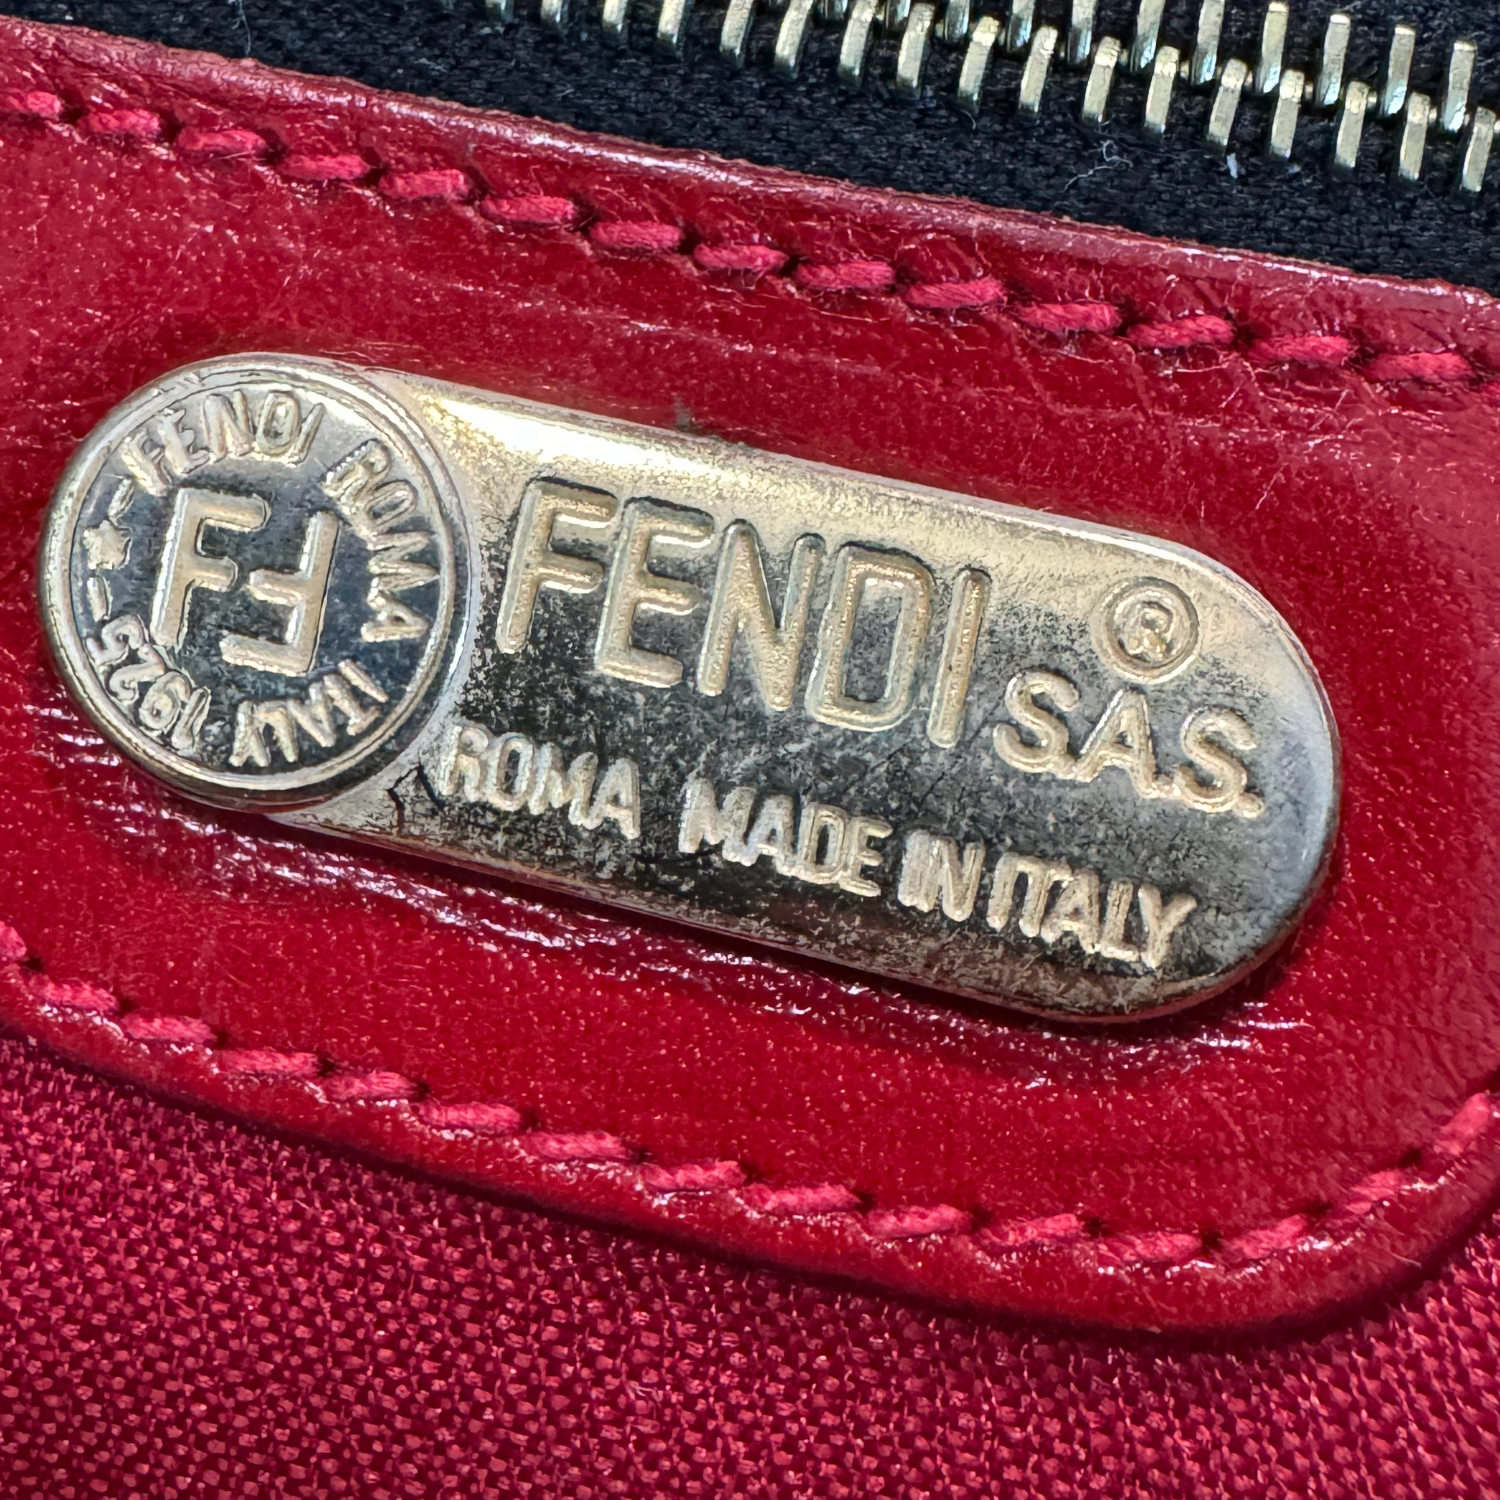 FENDI ROMA ITALY 1925
FF
FENDI ® S.A.S.
ROMA MADE IN ITALY